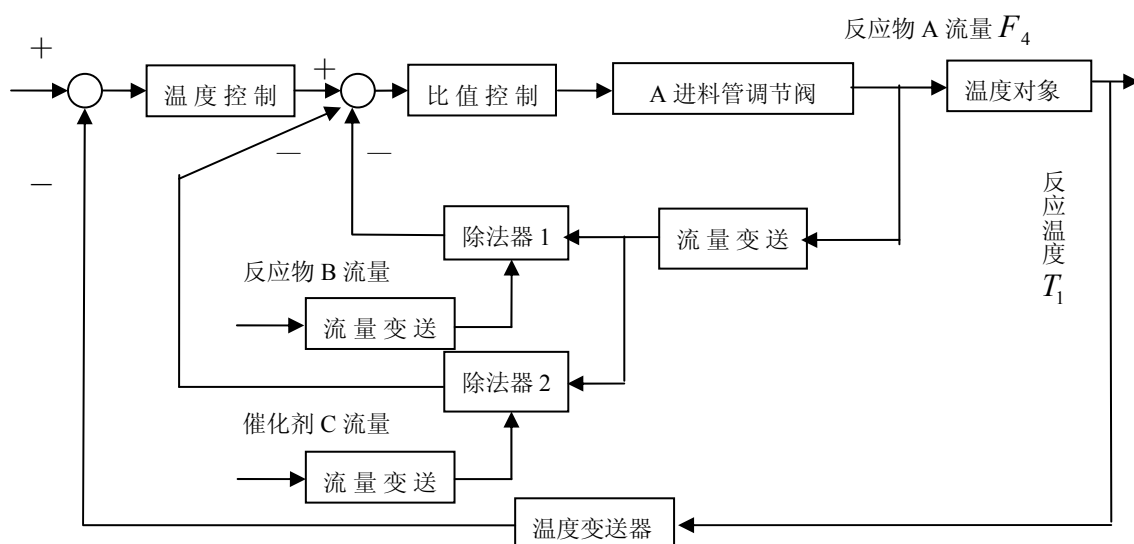 反应物 A 流量 F4
+
温度控制
+
比值控制
A 进料管调节阀
温度对象
—
—
—
反应温度 T1
除法器 1
流量变送
反应物 B 流量
流量变送
除法器 2
催化剂 C 流量
流量变送
温度变送器